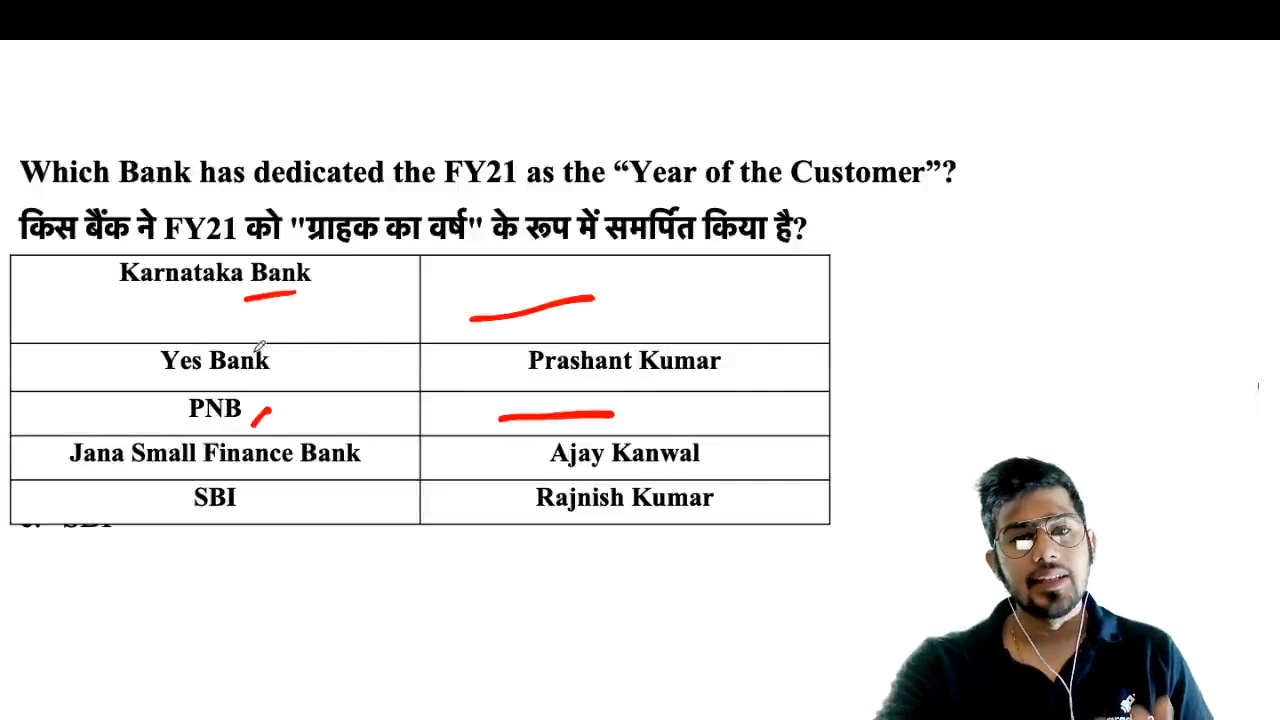 Which Bank has dedicated the FY21 as the “Year of the Customer”?
किस बैंक ने FY21 को "ग्राहक का वर्ष" के रूप में समर्पित किया है?
Karnataka Bank
Yes Bank Prashant Kumar
PNB
Jana Small Finance Bank Ajay Kanwal
SBI Rajnish Kumar